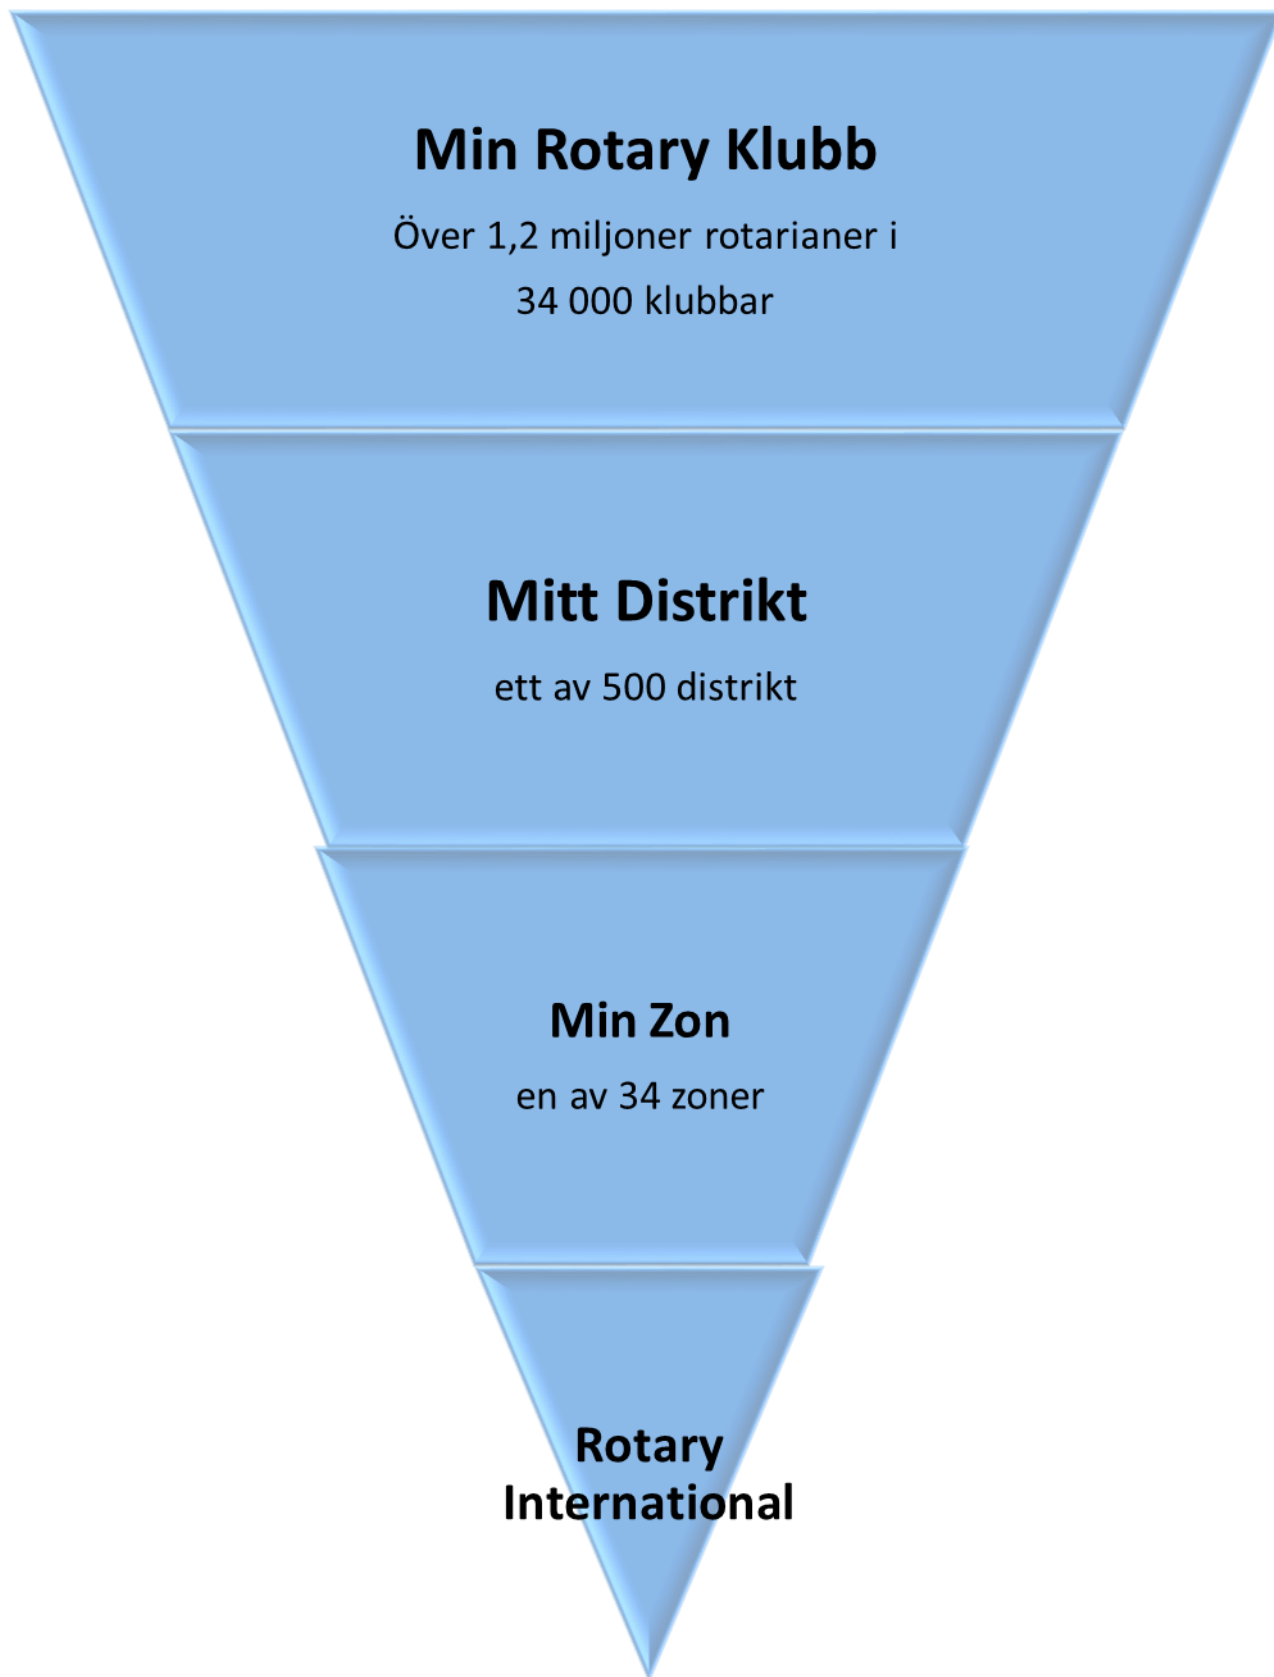 Min Rotary Klubb
Över 1,2 miljoner rotarianer i
34 000 klubbar
Mitt Distrikt
ett av 500 distrikt
Min Zon
en av 34 zoner
Rotary
International